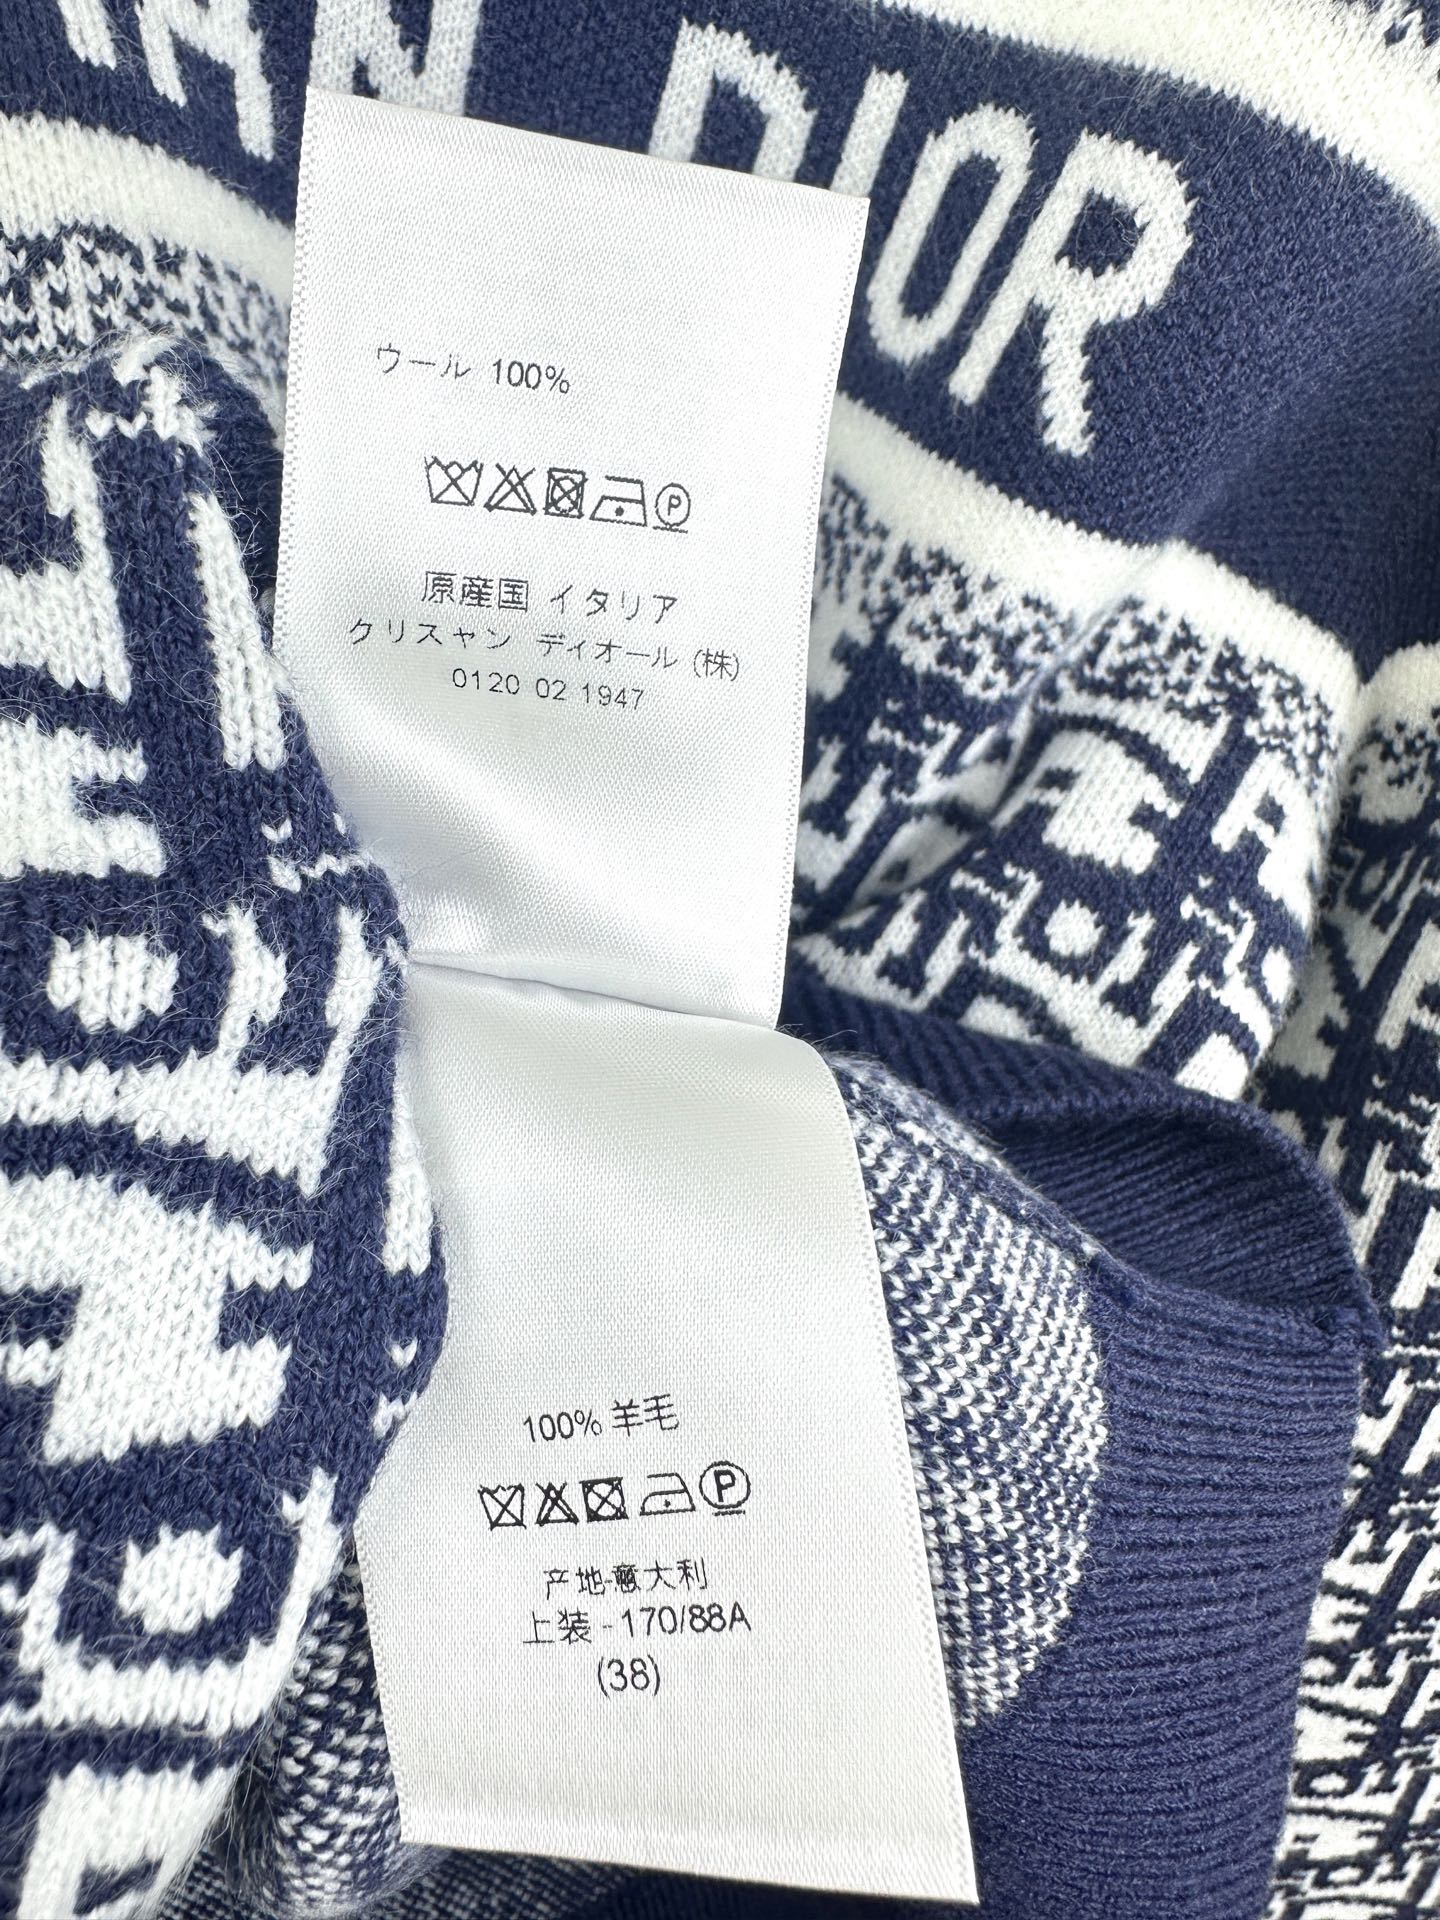 IAN DIOR
ウール 100%
P
原産国 イタリア
クリスャン ディオール (株)
0120 02 1947
100% 羊毛
P
产地-意大利
上装 - 170/88A
(38)